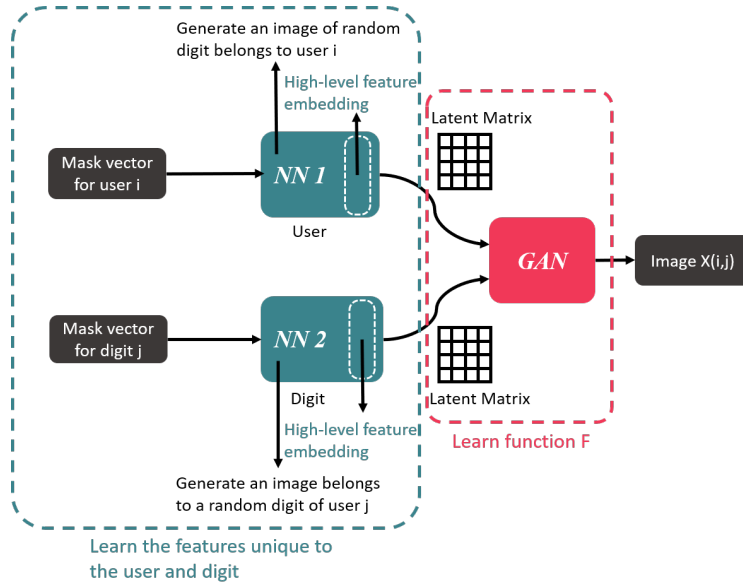 Generate an image of random
digit belongs to user i
High-level feature
embedding
Latent Matrix
Mask vector
for user i
NN 1
User
GAN
Image X(i,j)
Mask vector
for digit j
NN 2
Digit
Latent Matrix
High-level feature
embedding
Learn function F
Generate an image belongs
to a random digit of user j
Learn the features unique to
the user and digit